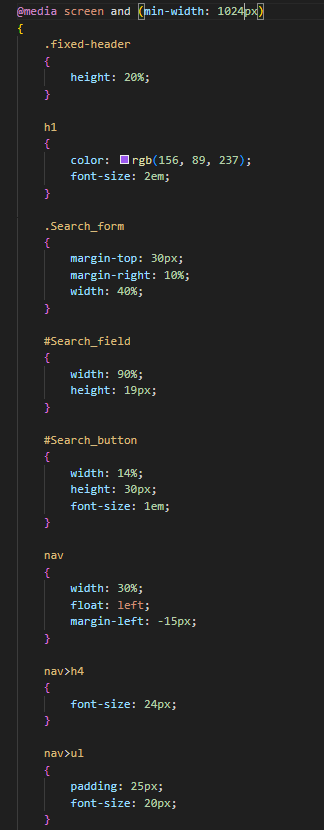 @media screen and (min-width: 1024px)
{
.fixed-header
{
height: 20%;
}
h1
{
color: rgb(156, 89, 237);
font-size: 2em;
}
.Search_form
{
margin-top: 30px;
margin-right: 10%;
width: 40%;
}
#Search_field
{
width: 90%;
height: 19px;
}
#Search_button
{
width: 14%;
height: 30px;
font-size: 1em;
}
nav
{
width: 30%;
float: left;
margin-left: -15px;
}
nav>h4
{
font-size: 24px;
}
nav>ul
{
padding: 25px;
font-size: 20px;
}